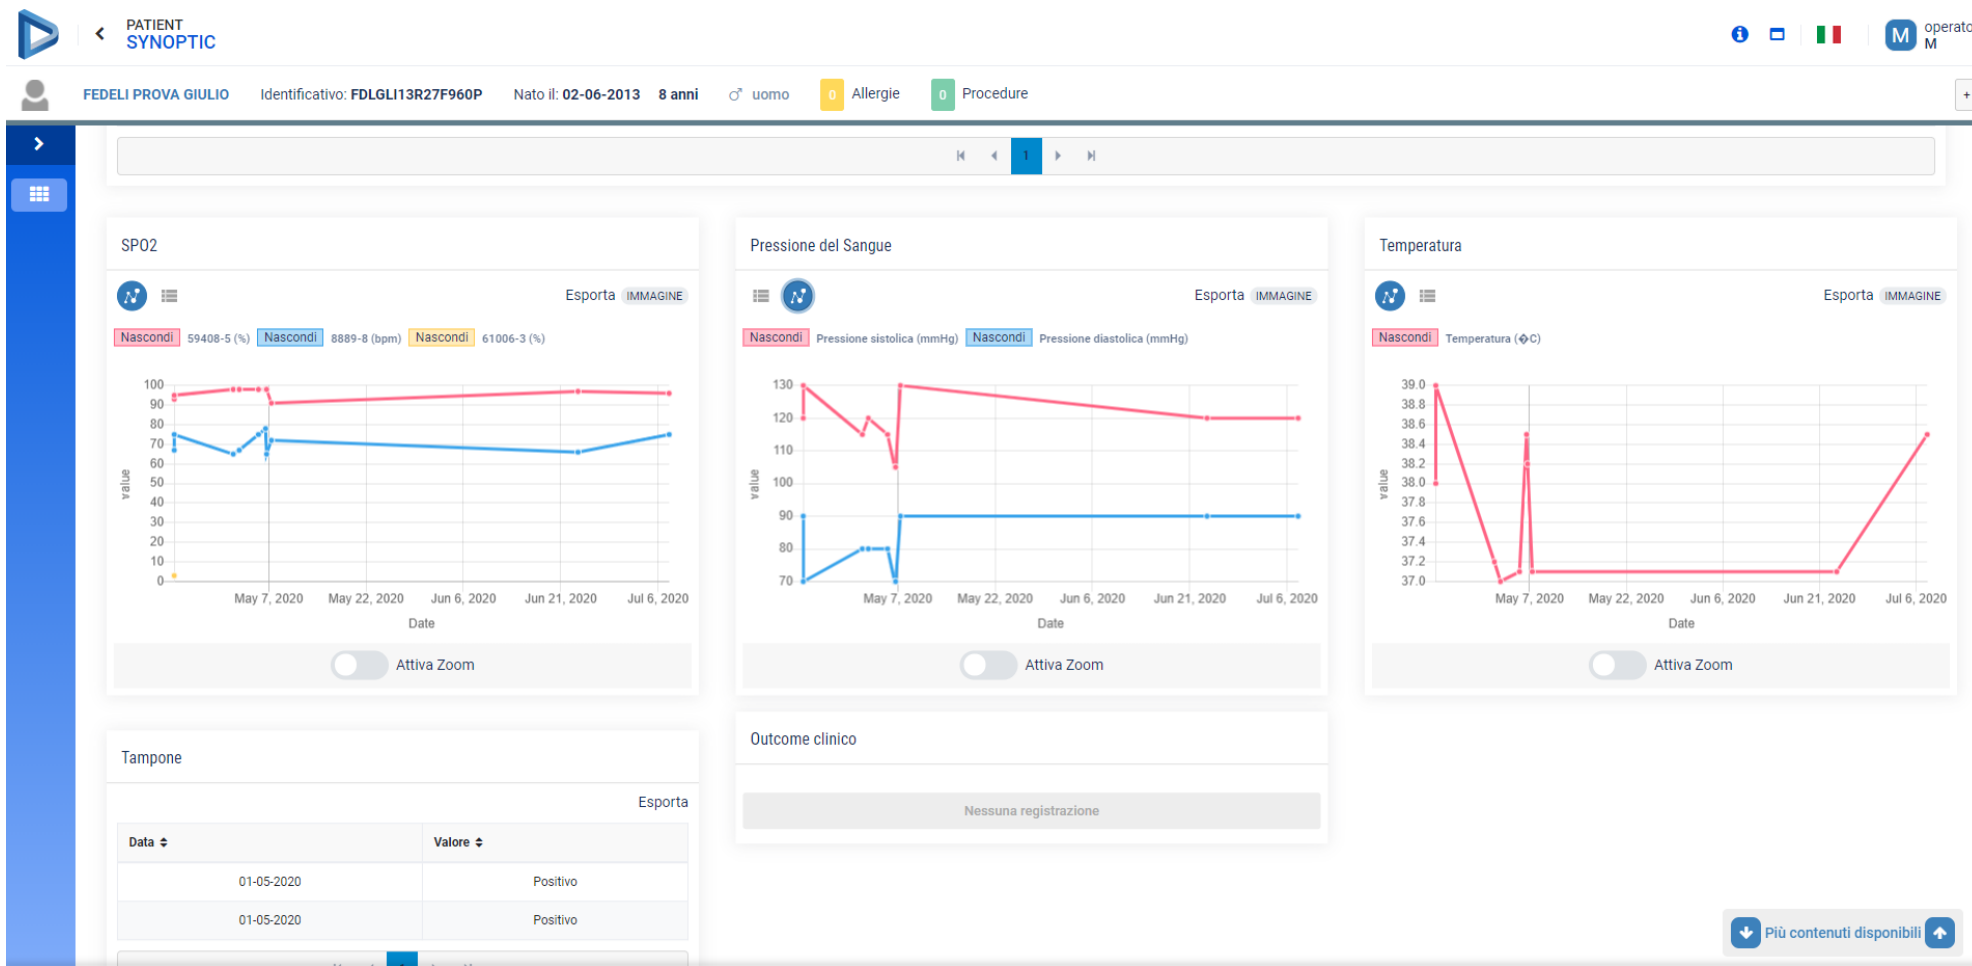 PATIENT
SYNOPTIC
M
operato
M
FEDELI PROVA GIULIO Identificativo: FDLGLI13R27F960P Nato il: 02-06-2013 8 anni uomo 0 Allergie 0 Procedure
+
1
SPO2
Esporta IMMAGINE
Nascondi 59408-5 (%) Nascondi 8889-8 (bpm) Nascondi 61006-3 (%)
100
90
80
70
60
50
40
30
20
10
0
value
May 7, 2020 May 22, 2020 Jun 6, 2020 Jun 21, 2020 Jul 6, 2020
Date
Attiva Zoom
Pressione del Sangue
Esporta IMMAGINE
Nascondi Pressione sistolica (mmHg) Nascondi Pressione diastolica (mmHg)
130
120
110
100
90
80
70
value
May 7, 2020 May 22, 2020 Jun 6, 2020 Jun 21, 2020 Jul 6, 2020
Date
Attiva Zoom
Temperatura
Esporta IMMAGINE
Nascondi Temperatura (�C)
39.0
38.8
38.6
38.4
38.2
38.0
37.8
37.6
37.4
37.2
37.0
value
May 7, 2020 May 22, 2020 Jun 6, 2020 Jun 21, 2020 Jul 6, 2020
Date
Attiva Zoom
Tampone
Esporta
Data Valore
01-05-2020 Positivo
01-05-2020 Positivo
Outcome clinico
Nessuna registrazione
Più contenuti disponibili